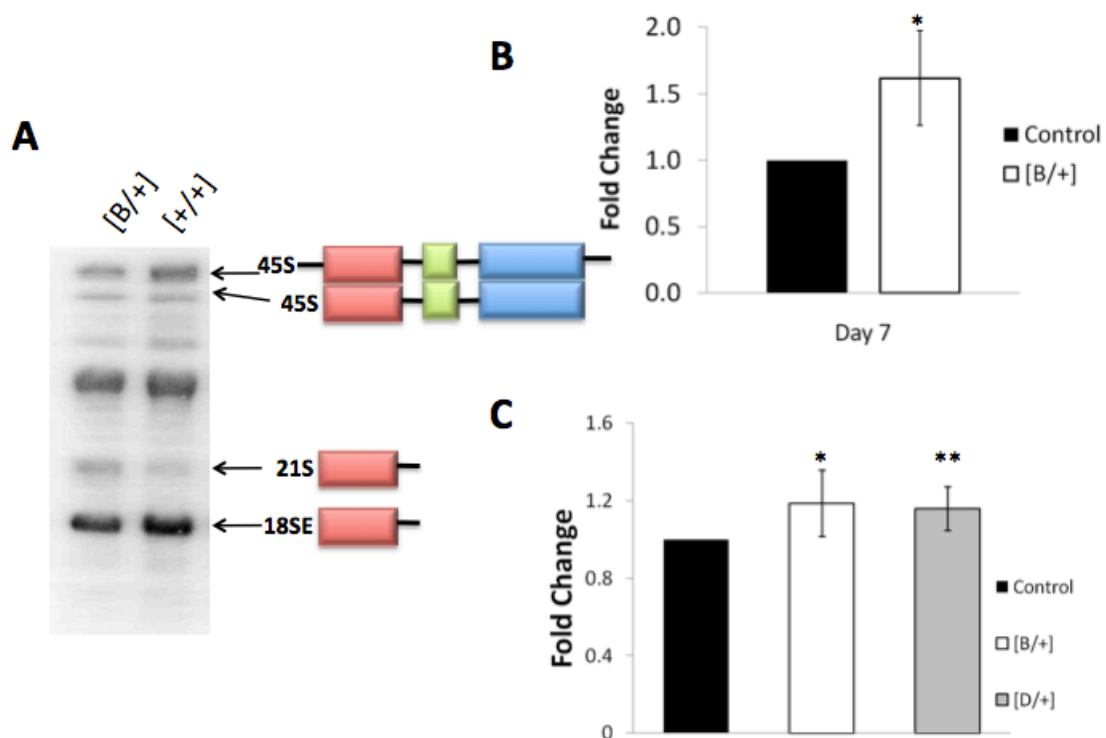 A
[B/+]
[+/+]
45S
45S
21S
18SE
B
Fold Change
2.0
1.5
1.0
0.5
0.0
*
Day 7
Control
[B/+]
C
Fold Change
1.6
1.2
0.8
0.4
0
*
**
Control
[B/+]
[D/+]